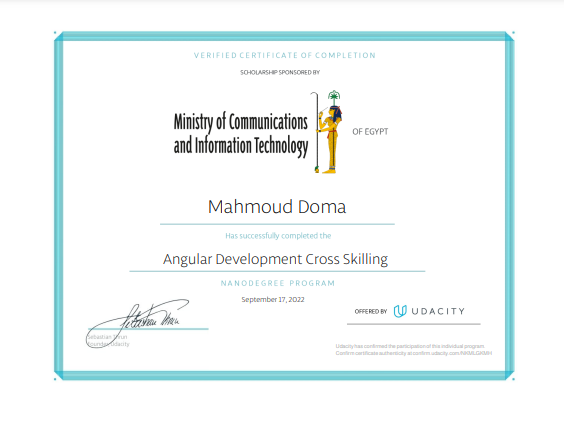 VERIFIED CERTIFICATE OF COMPLETION
SCHOLARSHIP SPONSORED BY
Ministry of Communications
and Information Technology
OF EGYPT
Mahmoud Doma
Has successfully completed the
Angular Development Cross Skilling
NANODEGREE PROGRAM
September 17, 2022
Sebastian Thrun
Founder, Udacity
OFFERED BY UDACITY
Udacity has confirmed the participation of this individual program.
Confirm certificate authenticity at confirm.udacity.com/